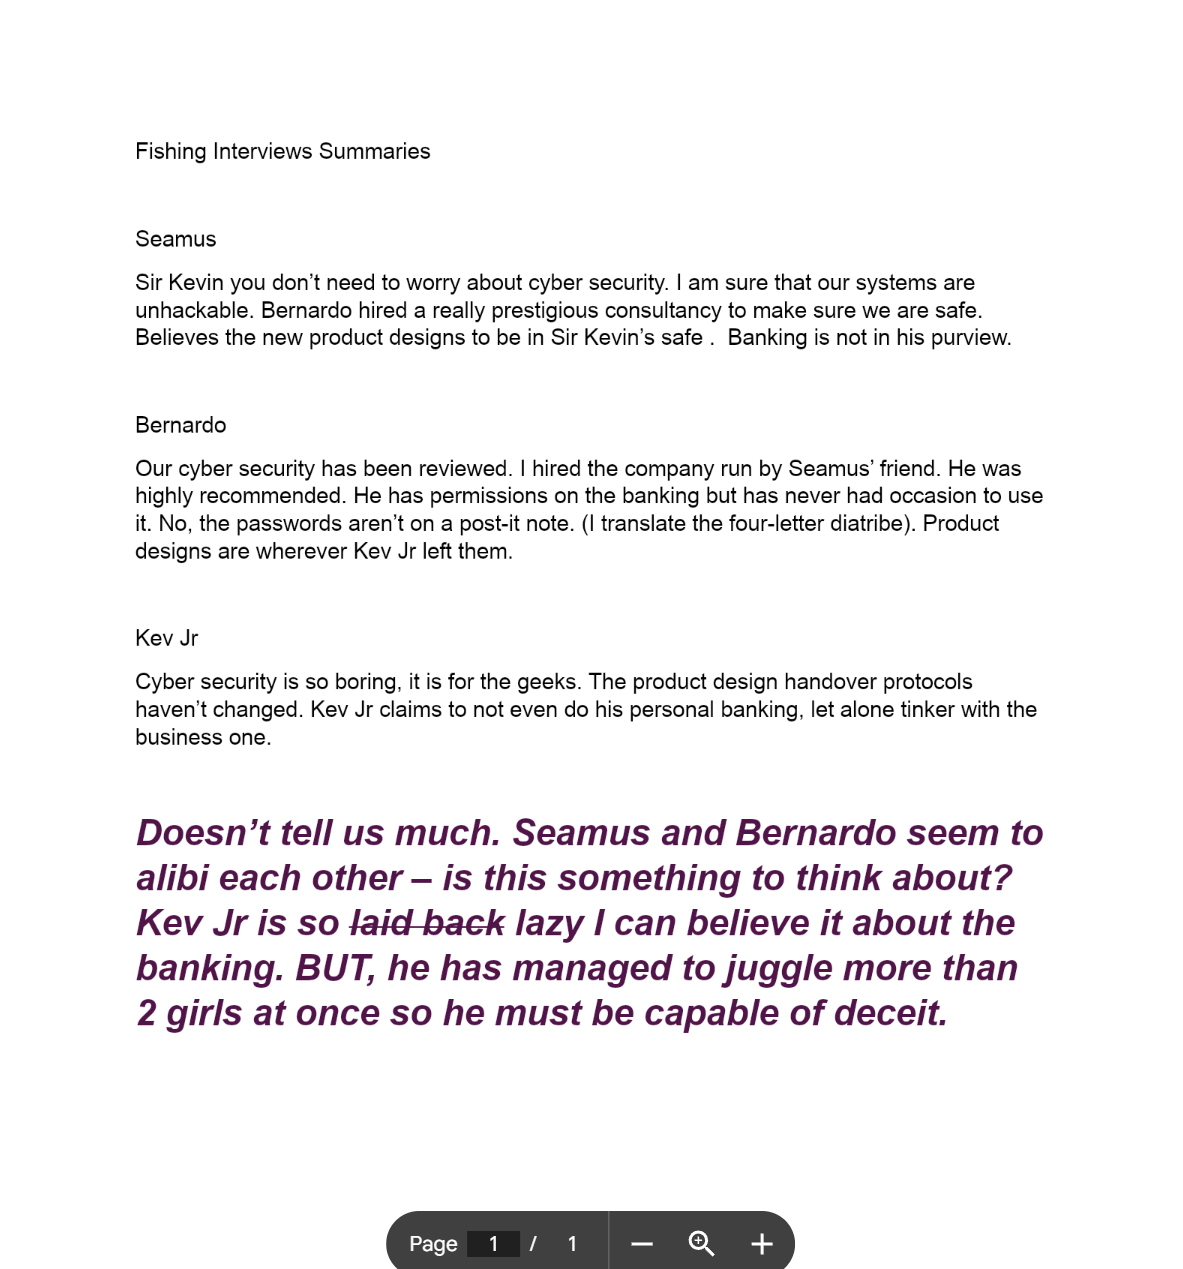 Fishing Interviews Summaries
Seamus
Sir Kevin you don’t need to worry about cyber security. I am sure that our systems are
unhackable. Bernardo hired a really prestigious consultancy to make sure we are safe.
Believes the new product designs to be in Sir Kevin’s safe .  Banking is not in his purview.
Bernardo
Our cyber security has been reviewed. I hired the company run by Seamus’ friend. He was
highly recommended. He has permissions on the banking but has never had occasion to use
it. No, the passwords aren’t on a post-it note. (I translate the four-letter diatribe). Product
designs are wherever Kev Jr left them.
Kev Jr
Cyber security is so boring, it is for the geeks. The product design handover protocols
haven’t changed. Kev Jr claims to not even do his personal banking, let alone tinker with the
business one.
Doesn’t tell us much. Seamus and Bernardo seem to
alibi each other – is this something to think about?
Kev Jr is so laid back lazy I can believe it about the
banking. BUT, he has managed to juggle more than
2 girls at once so he must be capable of deceit.
Page 1 / 1